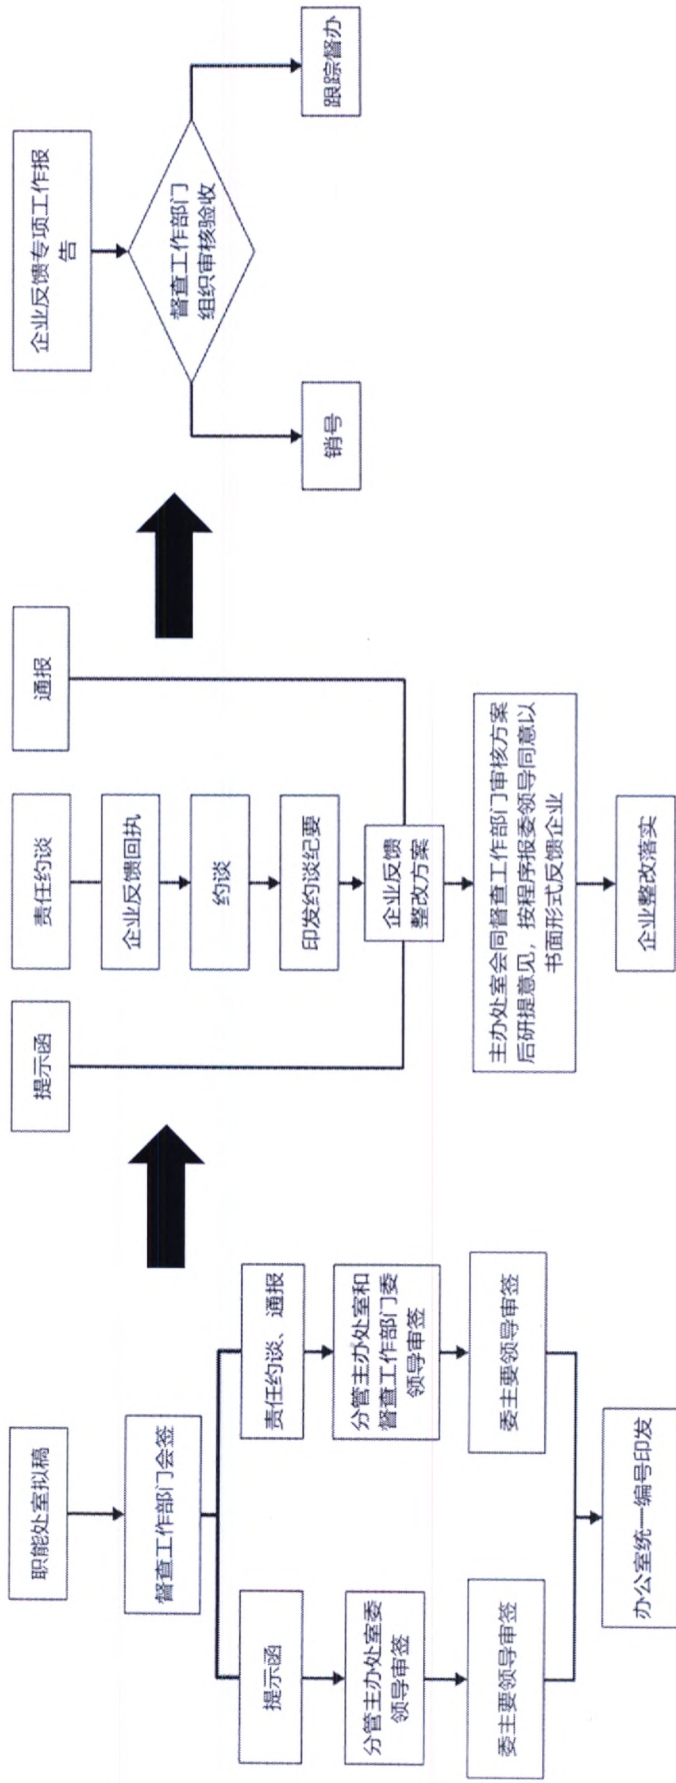 职能处室拟稿
督查工作部门会签
提示函
责任约谈、通报
分管主办处室委
领导审签
分管主办处室和
督查工作部门委
领导审签
委主要领导审签
委主要领导审签
办公室统一编号印发
提示函
责任约谈
通报
企业反馈回执
约谈
印发约谈纪要
企业反馈
整改方案
主办处室会同督查工作部门审核方案
后研提意见，按程序报委领导同意以
书面形式反馈企业
企业整改落实
企业反馈专项工作报
告
督查工作部门
组织审核验收
销号
跟踪督办